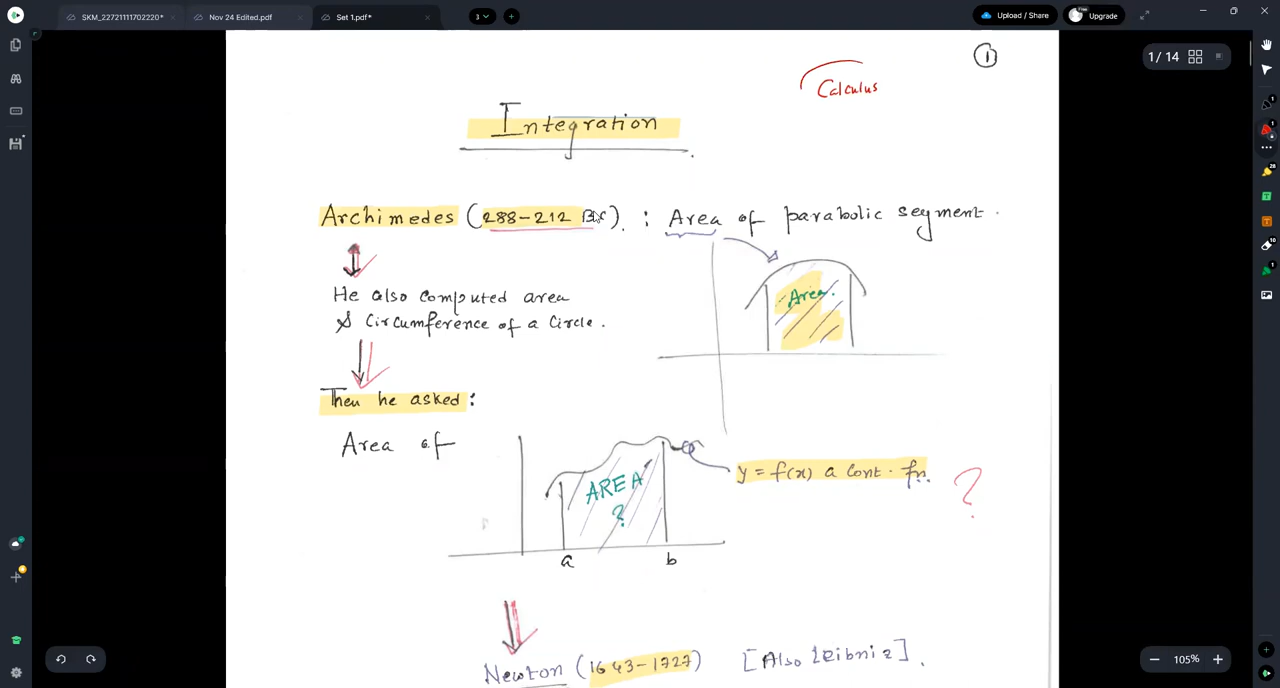 SKM_22721111702220*
Nov 24 Edited.pdf
Set 1.pdf*
3
Upload / Share
Free
Upgrade
1 / 14
1
Calculus
Integration
Archimedes (288-212 BC). : Area of parabolic segment.
Area.
He also computed area
& Circumference of a Circle.
Then he asked:
Area of
AREA
?
y = f(x) a cont. fn.
?
a
b
Newton (1643-1727) [Also Leibniz].
105%